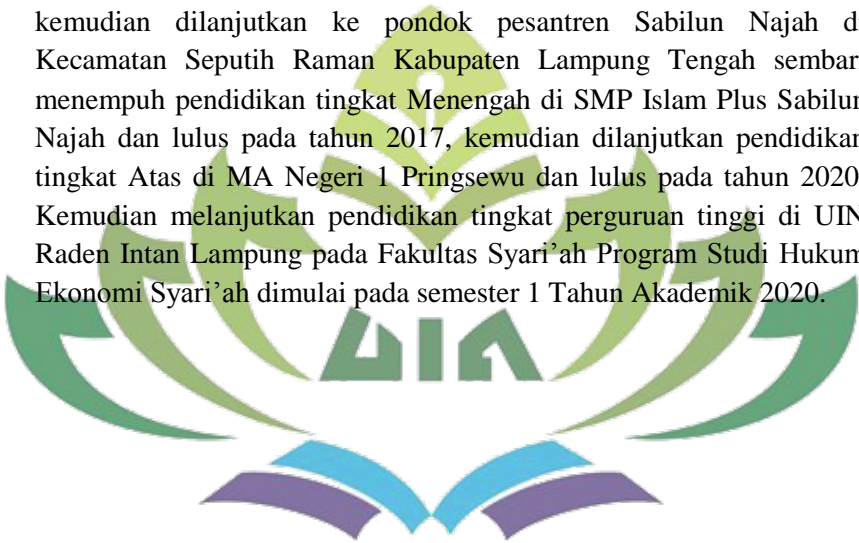 kemudian dilanjutkan ke pondok pesantren Sabilun Najah d
Kecamatan Seputih Raman Kabupaten Lampung Tengah sembar
menempuh pendidikan tingkat Menengah di SMP Islam Plus Sabilun
Najah dan lulus pada tahun 2017, kemudian dilanjutkan pendidikan
tingkat Atas di MA Negeri 1 Pringsewu dan lulus pada tahun 2020
Kemudian melanjutkan pendidikan tingkat perguruan tinggi di UIN
Raden Intan Lampung pada Fakultas Syari’ah Program Studi Hukum
Ekonomi Syari’ah dimulai pada semester 1 Tahun Akademik 2020.
UIN